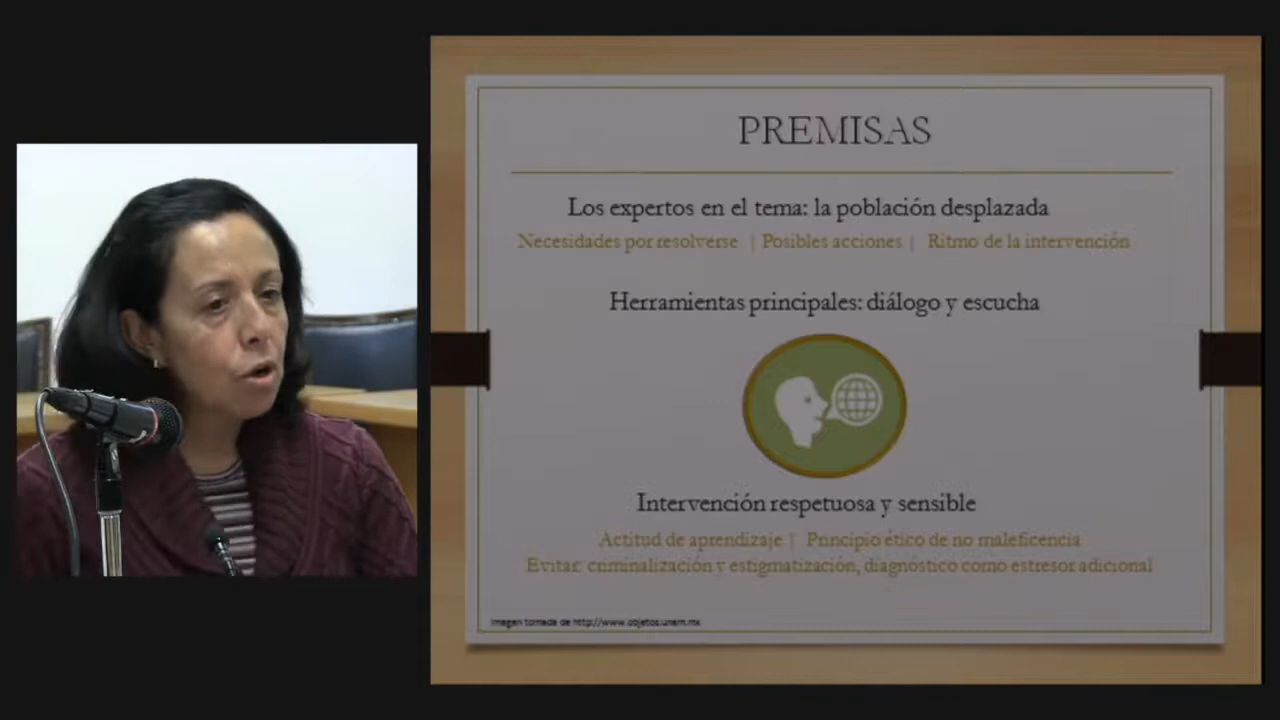 PREMISAS
Los expertos en el tema: la población desplazada
Necesidades por resolverse | Posibles acciones | Ritmo de la intervención
Herramientas principales: diálogo y escucha
Intervención respetuosa y sensible
Actitud de aprendizaje | Principio ético de no maleficencia
Evitar: criminalización y estigmatización, diagnóstico como estresor adicional
Imagen tomada de http://www.objetos.unam.mx